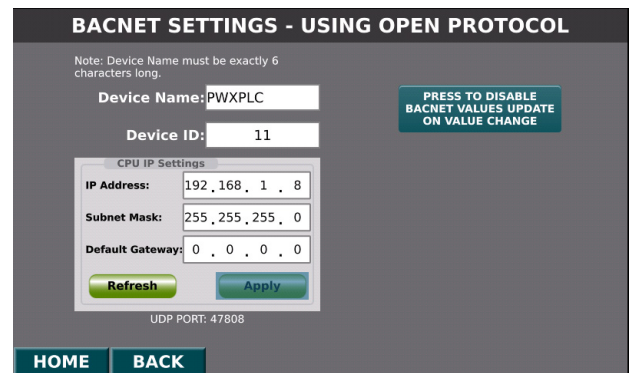 BACNET SETTINGS - USING OPEN PROTOCOL
Note: Device Name must be exactly 6
characters long.
Device Name: PWXPLC
Device ID: 11
PRESS TO DISABLE
BACNET VALUES UPDATE
ON VALUE CHANGE
CPU IP Settings
IP Address: 192 . 168 . 1 . 8
Subnet Mask: 255 . 255 . 255 . 0
Default Gateway: 0 . 0 . 0 . 0
Refresh Apply
UDP PORT: 47808
HOME BACK